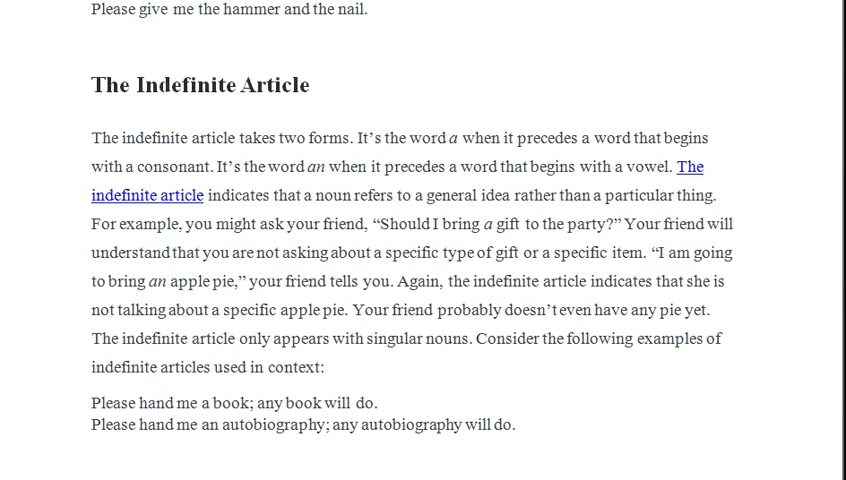 Please give me the hammer and the nail.
The Indefinite Article
The indefinite article takes two forms. It’s the word a when it precedes a word that begins
with a consonant. It’s the word an when it precedes a word that begins with a vowel. The
indefinite article indicates that a noun refers to a general idea rather than a particular thing.
For example, you might ask your friend, “Should I bring a gift to the party?” Your friend will
understand that you are not asking about a specific type of gift or a specific item. “I am going
to bring an apple pie,” your friend tells you. Again, the indefinite article indicates that she is
not talking about a specific apple pie. Your friend probably doesn’t even have any pie yet.
The indefinite article only appears with singular nouns. Consider the following examples of
indefinite articles used in context:
Please hand me a book; any book will do.
Please hand me an autobiography; any autobiography will do.